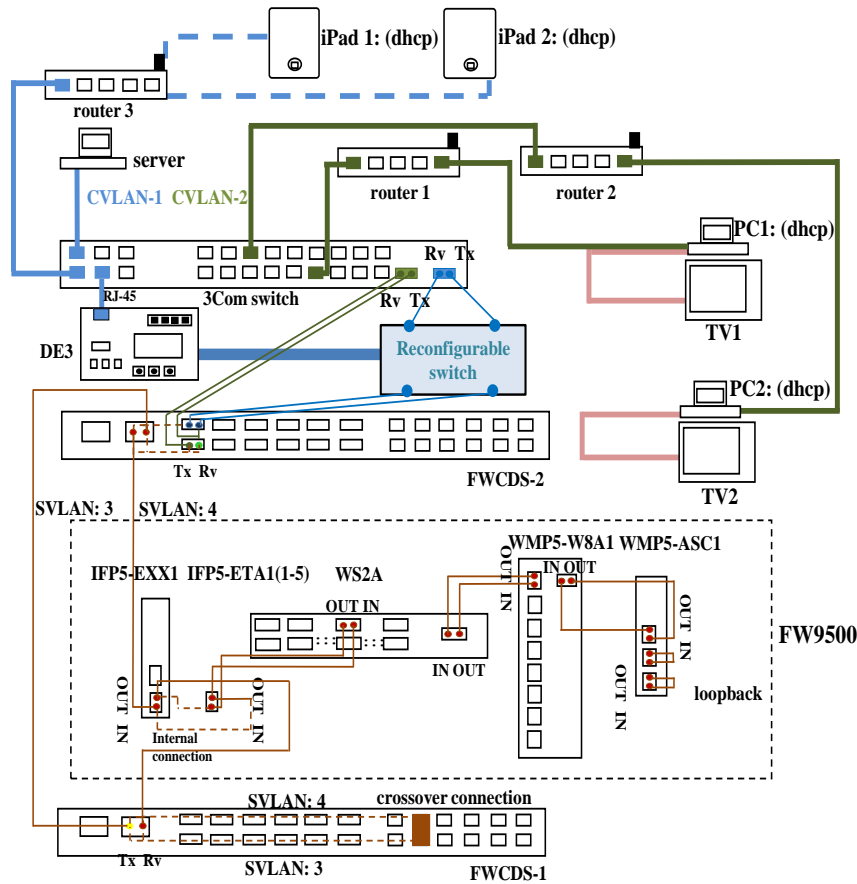 iPad 1: (dhcp)
iPad 2: (dhcp)
router 3
server
router 1
router 2
CVLAN-1 CVLAN-2
PC1: (dhcp)
Rv Tx
3Com switch
RJ-45
Rv Tx
TV1
DE3
Reconfigurable
switch
PC2: (dhcp)
Tx Rv
FWCDS-2
TV2
SVLAN: 3 SVLAN: 4
WMP5-W8A1 WMP5-ASC1
IFP5-EXX1 IFP5-ETA1(1-5) WS2A
OUT IN
IN OUT
OUT IN
OUT IN
FW9500
IN OUT
OUT IN
loopback
OUT IN
OUT IN
Internal
connection
SVLAN: 4
crossover connection
Tx Rv
SVLAN: 3
FWCDS-1